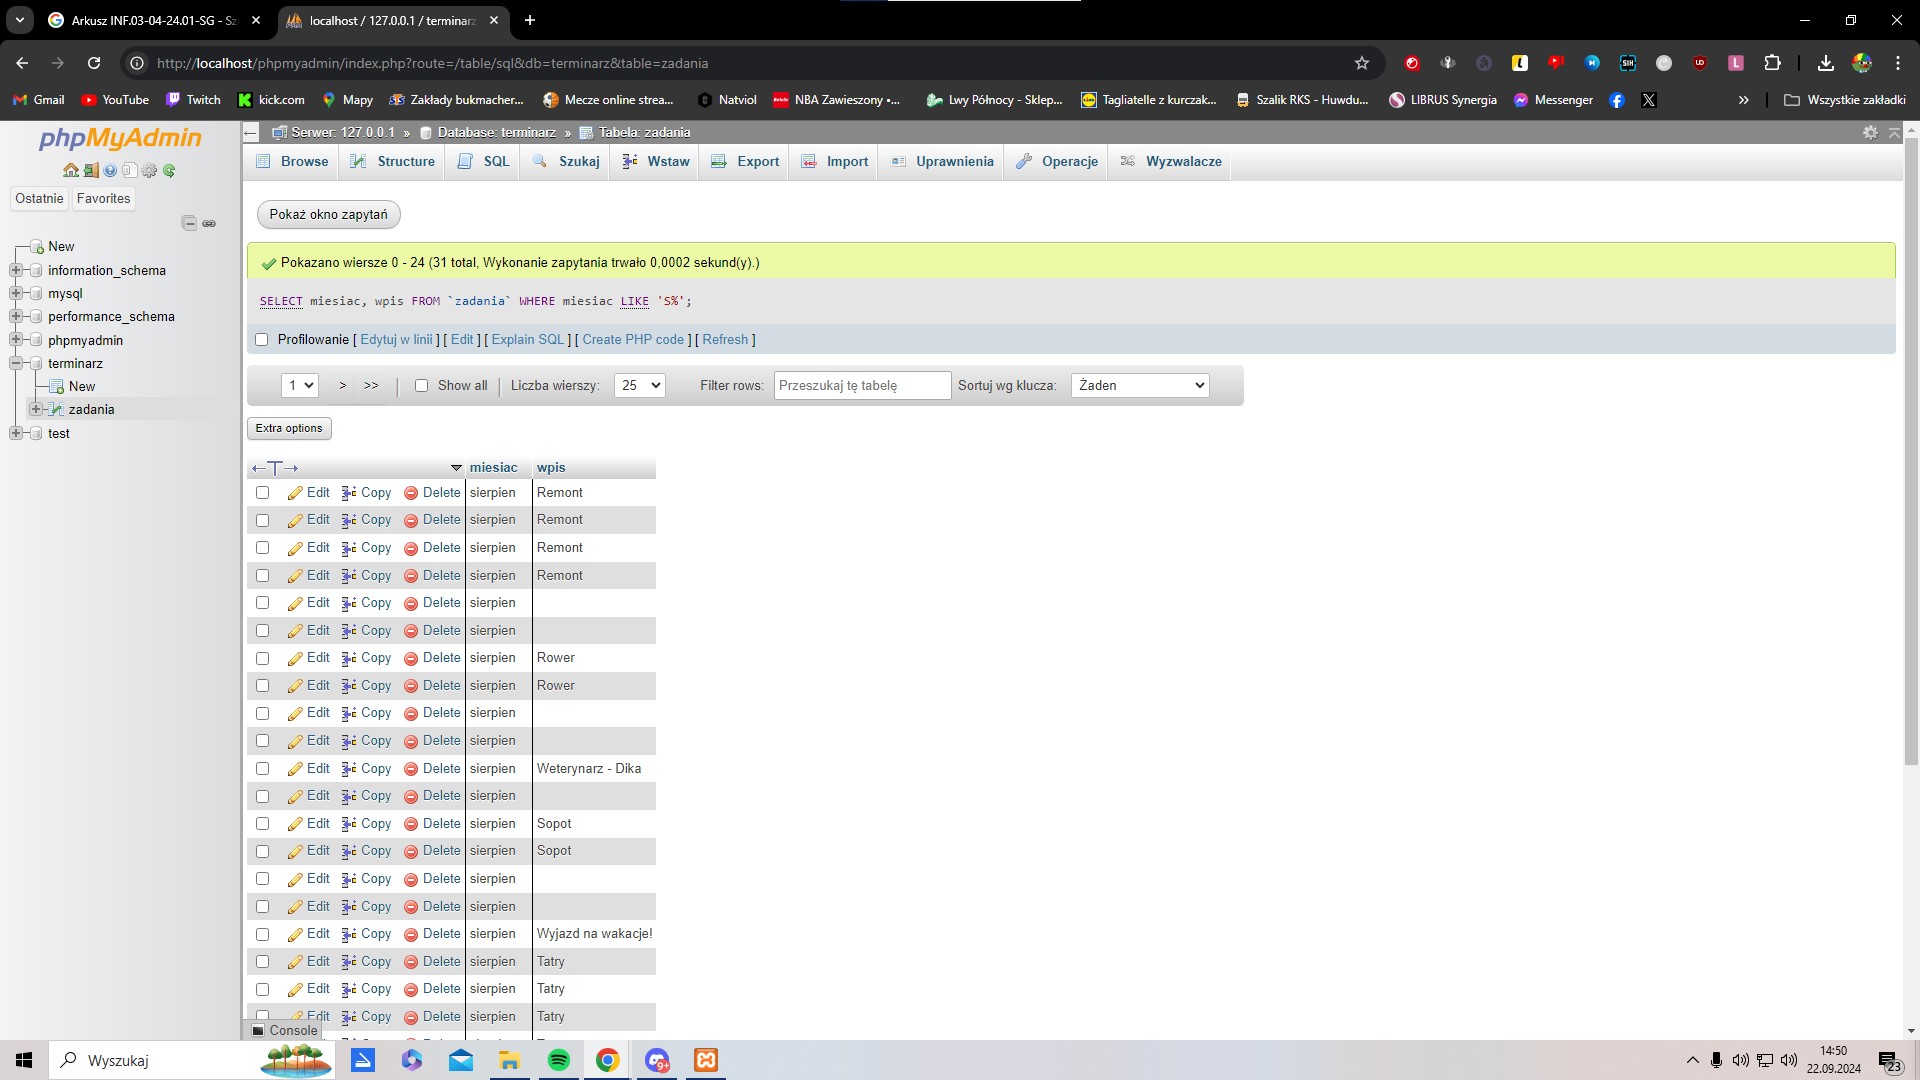 Arkusz INF.03-04-24.01-SG - Sz
localhost / 127.0.0.1 / terminarz
http://localhost/phpmyadmin/index.php?route=/table/sql&db=terminarz&table=zadania
Gmail YouTube Twitch kick.com Mapy Zakłady bukmacher... Mecze online strea... Natviol NBA Zawieszony •... Lwy Północy - Sklep... Tagliatelle z kurczak... Szalik RKS - Huwdu... LIBRUS Synergia Messenger » Wszystkie zakładki
phpMyAdmin
Ostatnie Favorites
New
information_schema
mysql
performance_schema
phpmyadmin
terminarz
New
zadania
test
Serwer: 127.0.0.1 » Database: terminarz » Tabela: zadania
Browse Structure SQL Szukaj Wstaw Export Import Uprawnienia Operacje Wyzwalacze
Pokaż okno zapytań
Pokazano wiersze 0 - 24 (31 total, Wykonanie zapytania trwało 0,0002 sekund(y).)
SELECT miesiac, wpis FROM `zadania` WHERE miesiac LIKE 'S%';
Profilowanie [ Edytuj w linii ] [ Edit ] [ Explain SQL ] [ Create PHP code ] [ Refresh ]
1 > >> Show all Liczba wierszy: 25 Filter rows: Przeszukaj tę tabelę Sortuj wg klucza: Żaden
Extra options
miesiac wpis
Edit Copy Delete sierpien Remont
Edit Copy Delete sierpien Remont
Edit Copy Delete sierpien Remont
Edit Copy Delete sierpien Remont
Edit Copy Delete sierpien
Edit Copy Delete sierpien
Edit Copy Delete sierpien Rower
Edit Copy Delete sierpien Rower
Edit Copy Delete sierpien
Edit Copy Delete sierpien
Edit Copy Delete sierpien Weterynarz - Dika
Edit Copy Delete sierpien
Edit Copy Delete sierpien Sopot
Edit Copy Delete sierpien Sopot
Edit Copy Delete sierpien
Edit Copy Delete sierpien
Edit Copy Delete sierpien Wyjazd na wakacje!
Edit Copy Delete sierpien Tatry
Edit Copy Delete sierpien Tatry
Edit Copy Delete sierpien Tatry
Console
Wyszukaj
9+
14:50
22.09.2024
23